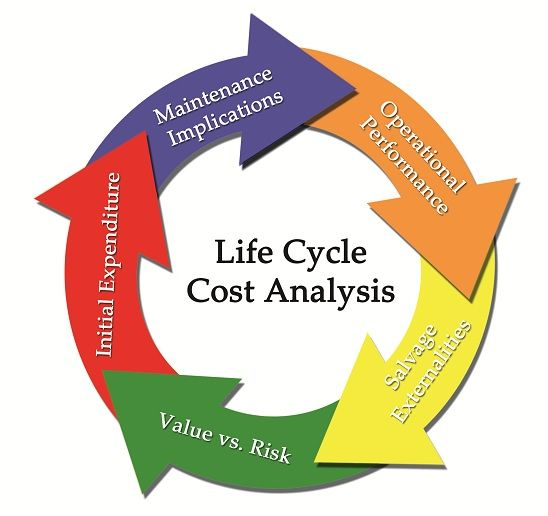 Life Cycle
Cost Analysis
Initial Expenditure
Maintenance
Implications
Operational
Performance
Salvage
Externalities
Value vs. Risk